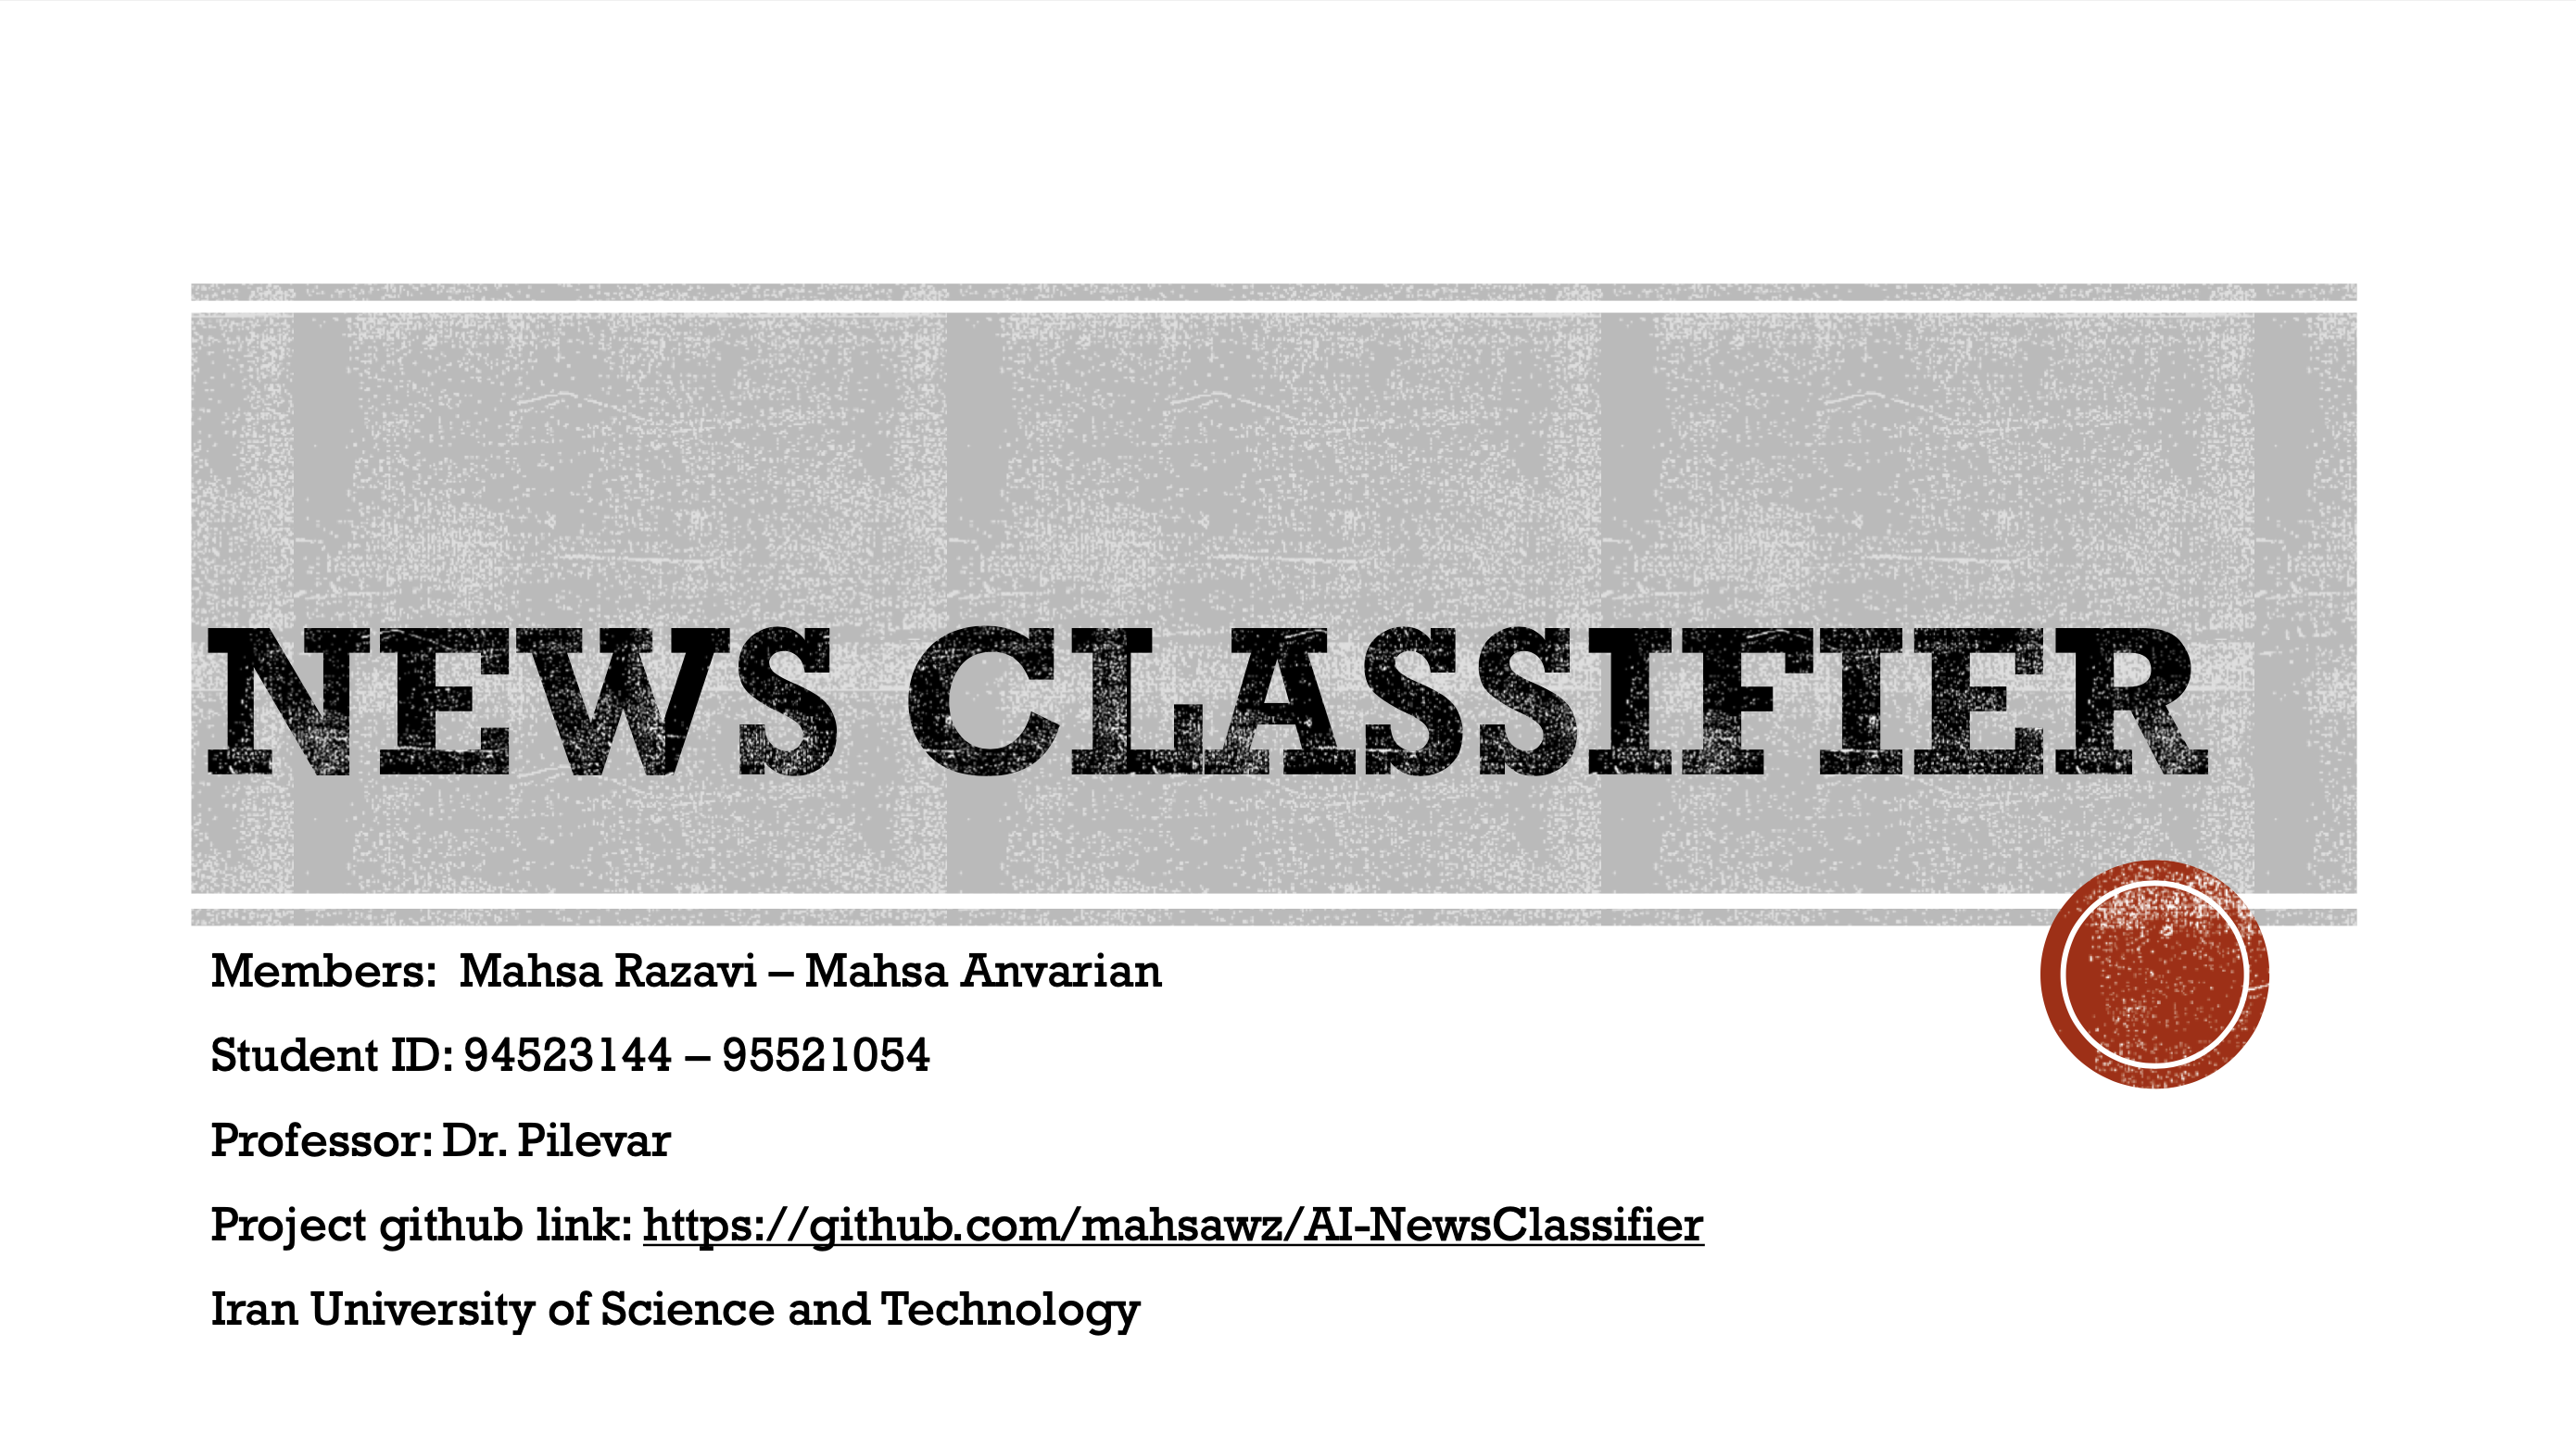 NEWS CLASSIFIER
Members: Mahsa Razavi – Mahsa Anvarian
Student ID: 94523144 – 95521054
Professor: Dr. Pilevar
Project github link: https://github.com/mahsawz/AI-NewsClassifier
Iran University of Science and Technology